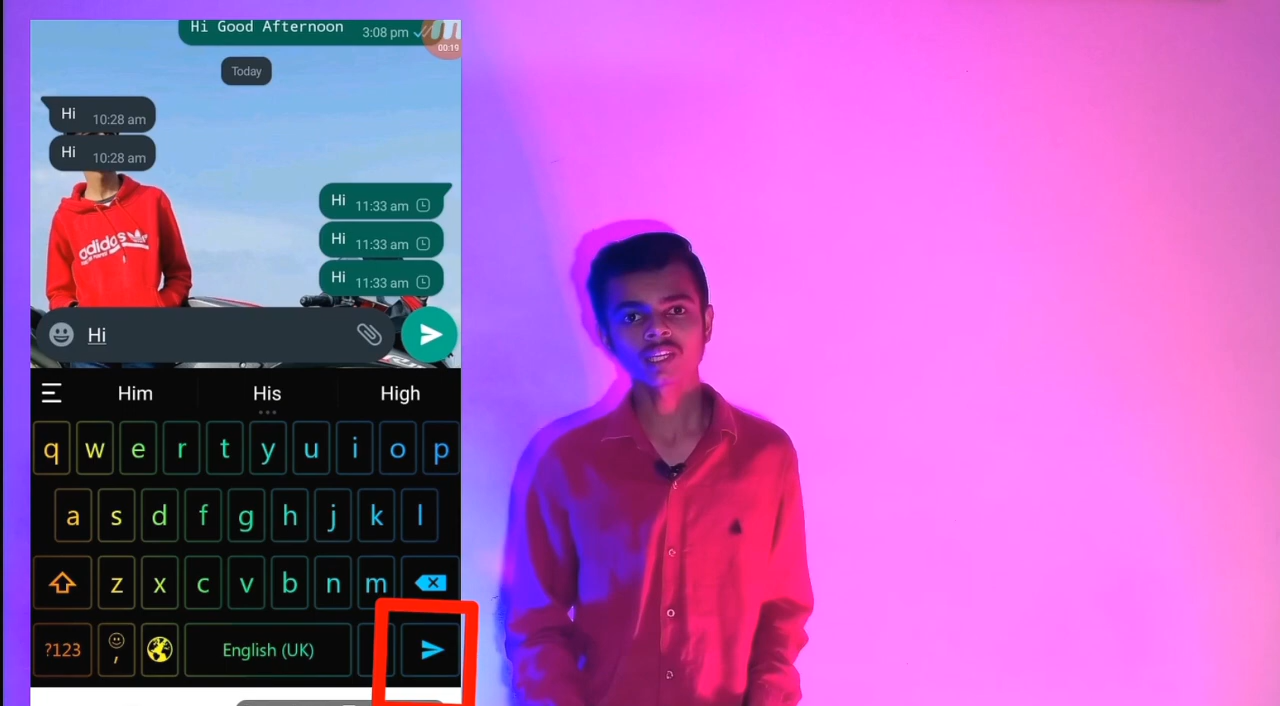 Hi Good Afternoon 3:08 pm
00:19
Today
Hi 10:28 am
Hi 10:28 am
Hi 11:33 am
adidas
Hi 11:33 am
Hi 11:33 am
Hi
Him His High
q w e r t y u i o p
a s d f g h j k l
z x c v b n m
?123 , English (UK)